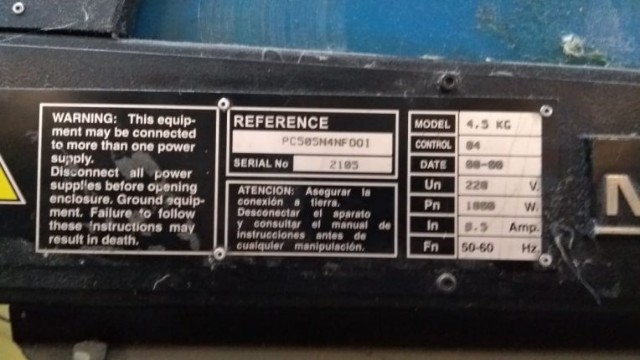 WARNING: This equip-
ment may be connected
to more than one power
supply.
Disconnect all power
supplies before opening
enclosure. Ground equip-
ment. Failure to follow
these instructions may
result in death.
REFERENCE
PC505N4NF001
SERIAL No 2105
ATENCION: Asegurar la
conexión a tierra.
Desconectar el aparato
y consultar el manual de
instrucciones antes de
cualquier manipulación.
MODEL 4.5 KG
CONTROL 04
DATE
Un 220 V.
Pn 1000 W.
In Amp.
Fn 50-60 Hz.